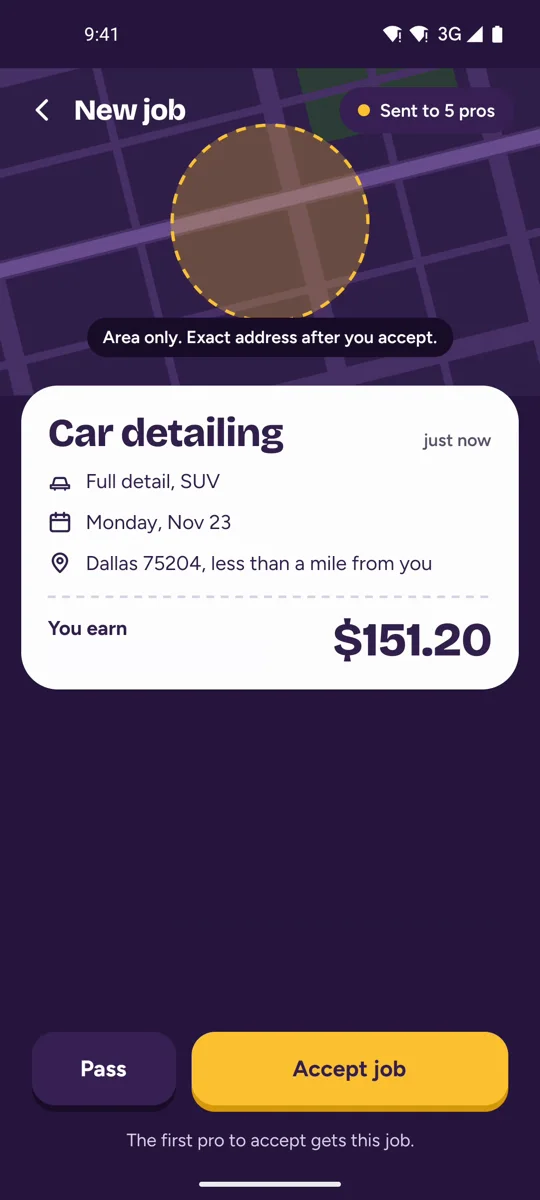 9:41
3G
New job
Sent to 5 pros
Area only. Exact address after you accept.
Car detailing
just now
Full detail, SUV
Monday, Nov 23
Dallas 75204, less than a mile from you
You earn
$151.20
Pass
Accept job
The first pro to accept gets this job.